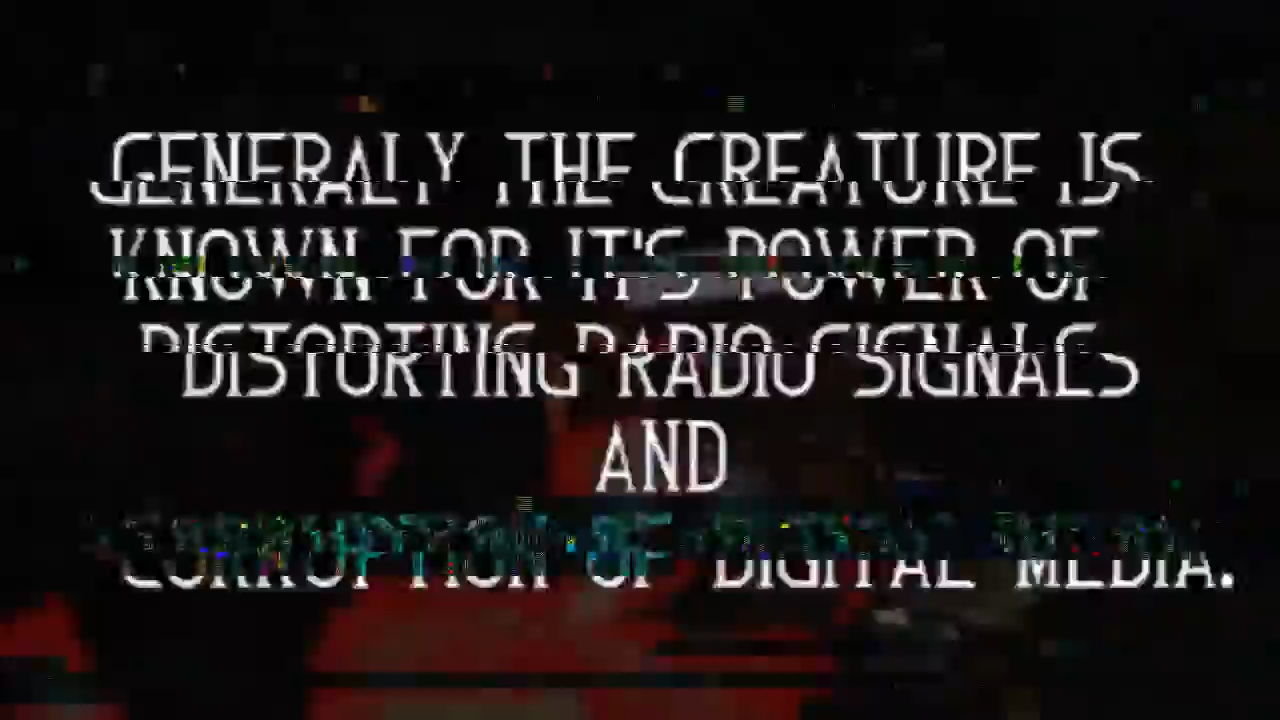 GENERALY THE CREATURE IS
KNOWN FOR IT'S POWER OF
DISTORTING RADIO SIGNALS
AND
CORRUPTION OF DIGITAL MEDIA.